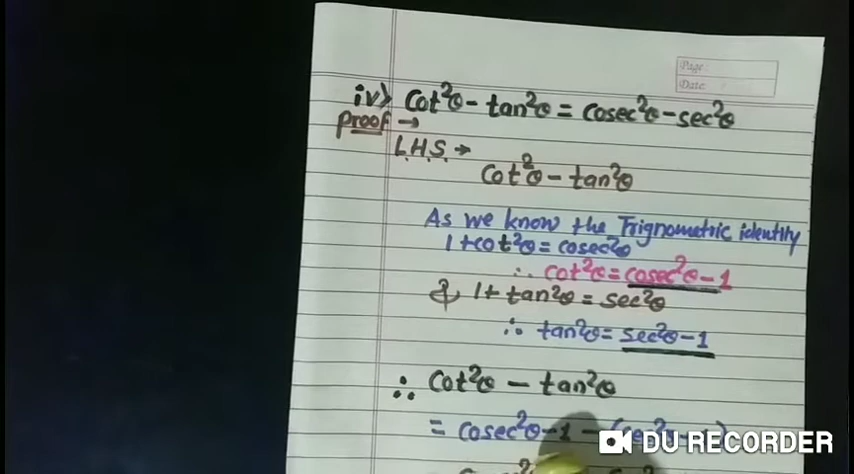 Page:
Date:
iv) Cot²θ - tan²θ = cosec²θ - sec²θ
Proof →
L.H.S. →
Cot²θ - tan²θ
As we know the Trignometric identity
1 + cot²θ = cosec²θ
∴ cot²θ = cosec²θ - 1
& 1 + tan²θ = sec²θ
∴ tan²θ = sec²θ - 1
∴ Cot²θ - tan²θ
= cosec²θ - 1 -
DU RECORDER